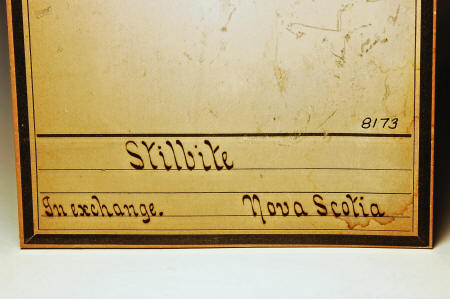 8173
Stilbite
In exchange. Nova Scotia